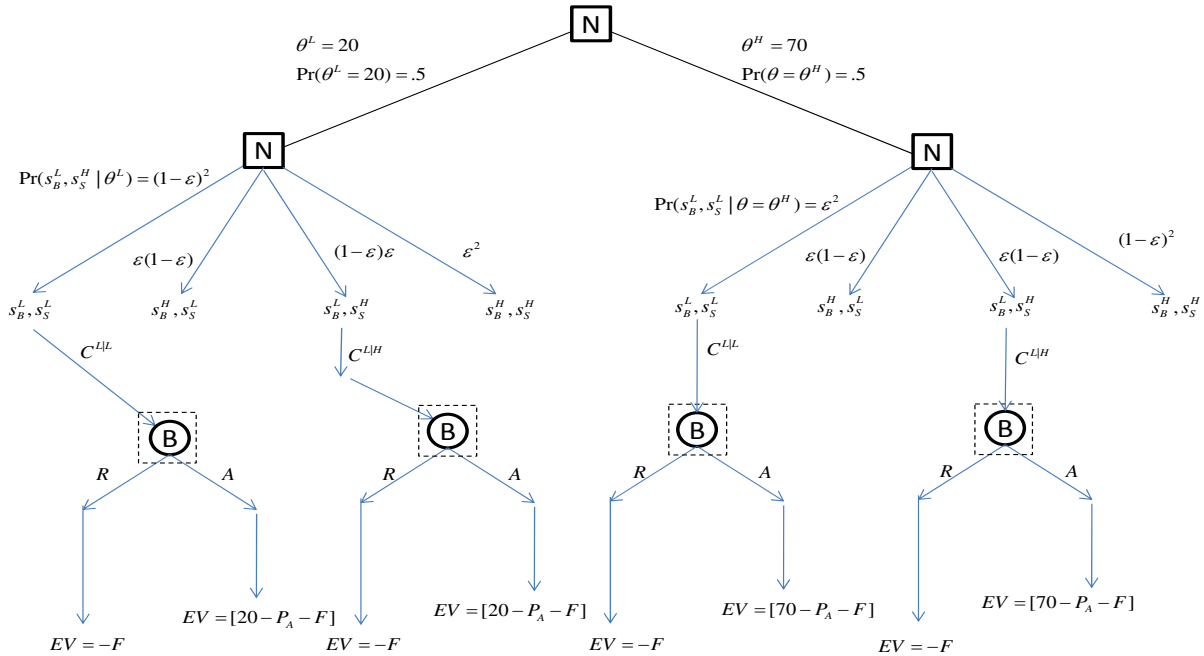 N
θ^L = 20
Pr(θ^L = 20) = .5
θ^H = 70
Pr(θ = θ^H) = .5
N
N
Pr(s_B^L, s_S^H | θ^L) = (1−ε)^2
ε(1−ε)
(1−ε)ε
ε^2
Pr(s_B^L, s_S^L | θ = θ^H) = ε^2
ε(1−ε)
ε(1−ε)
(1−ε)^2
s_B^L, s_S^L
s_B^H, s_S^L
s_B^L, s_S^H
s_B^H, s_S^H
s_B^L, s_S^L
s_B^H, s_S^L
s_B^L, s_S^H
s_B^H, s_S^H
C^{L|L}
C^{L|H}
C^{L|L}
C^{L|H}
B
B
B
B
R
A
R
A
R
A
R
A
EV = [20 − P_A − F]
EV = [20 − P_A − F]
EV = [70 − P_A − F]
EV = [70 − P_A − F]
EV = −F
EV = −F
EV = −F
EV = −F